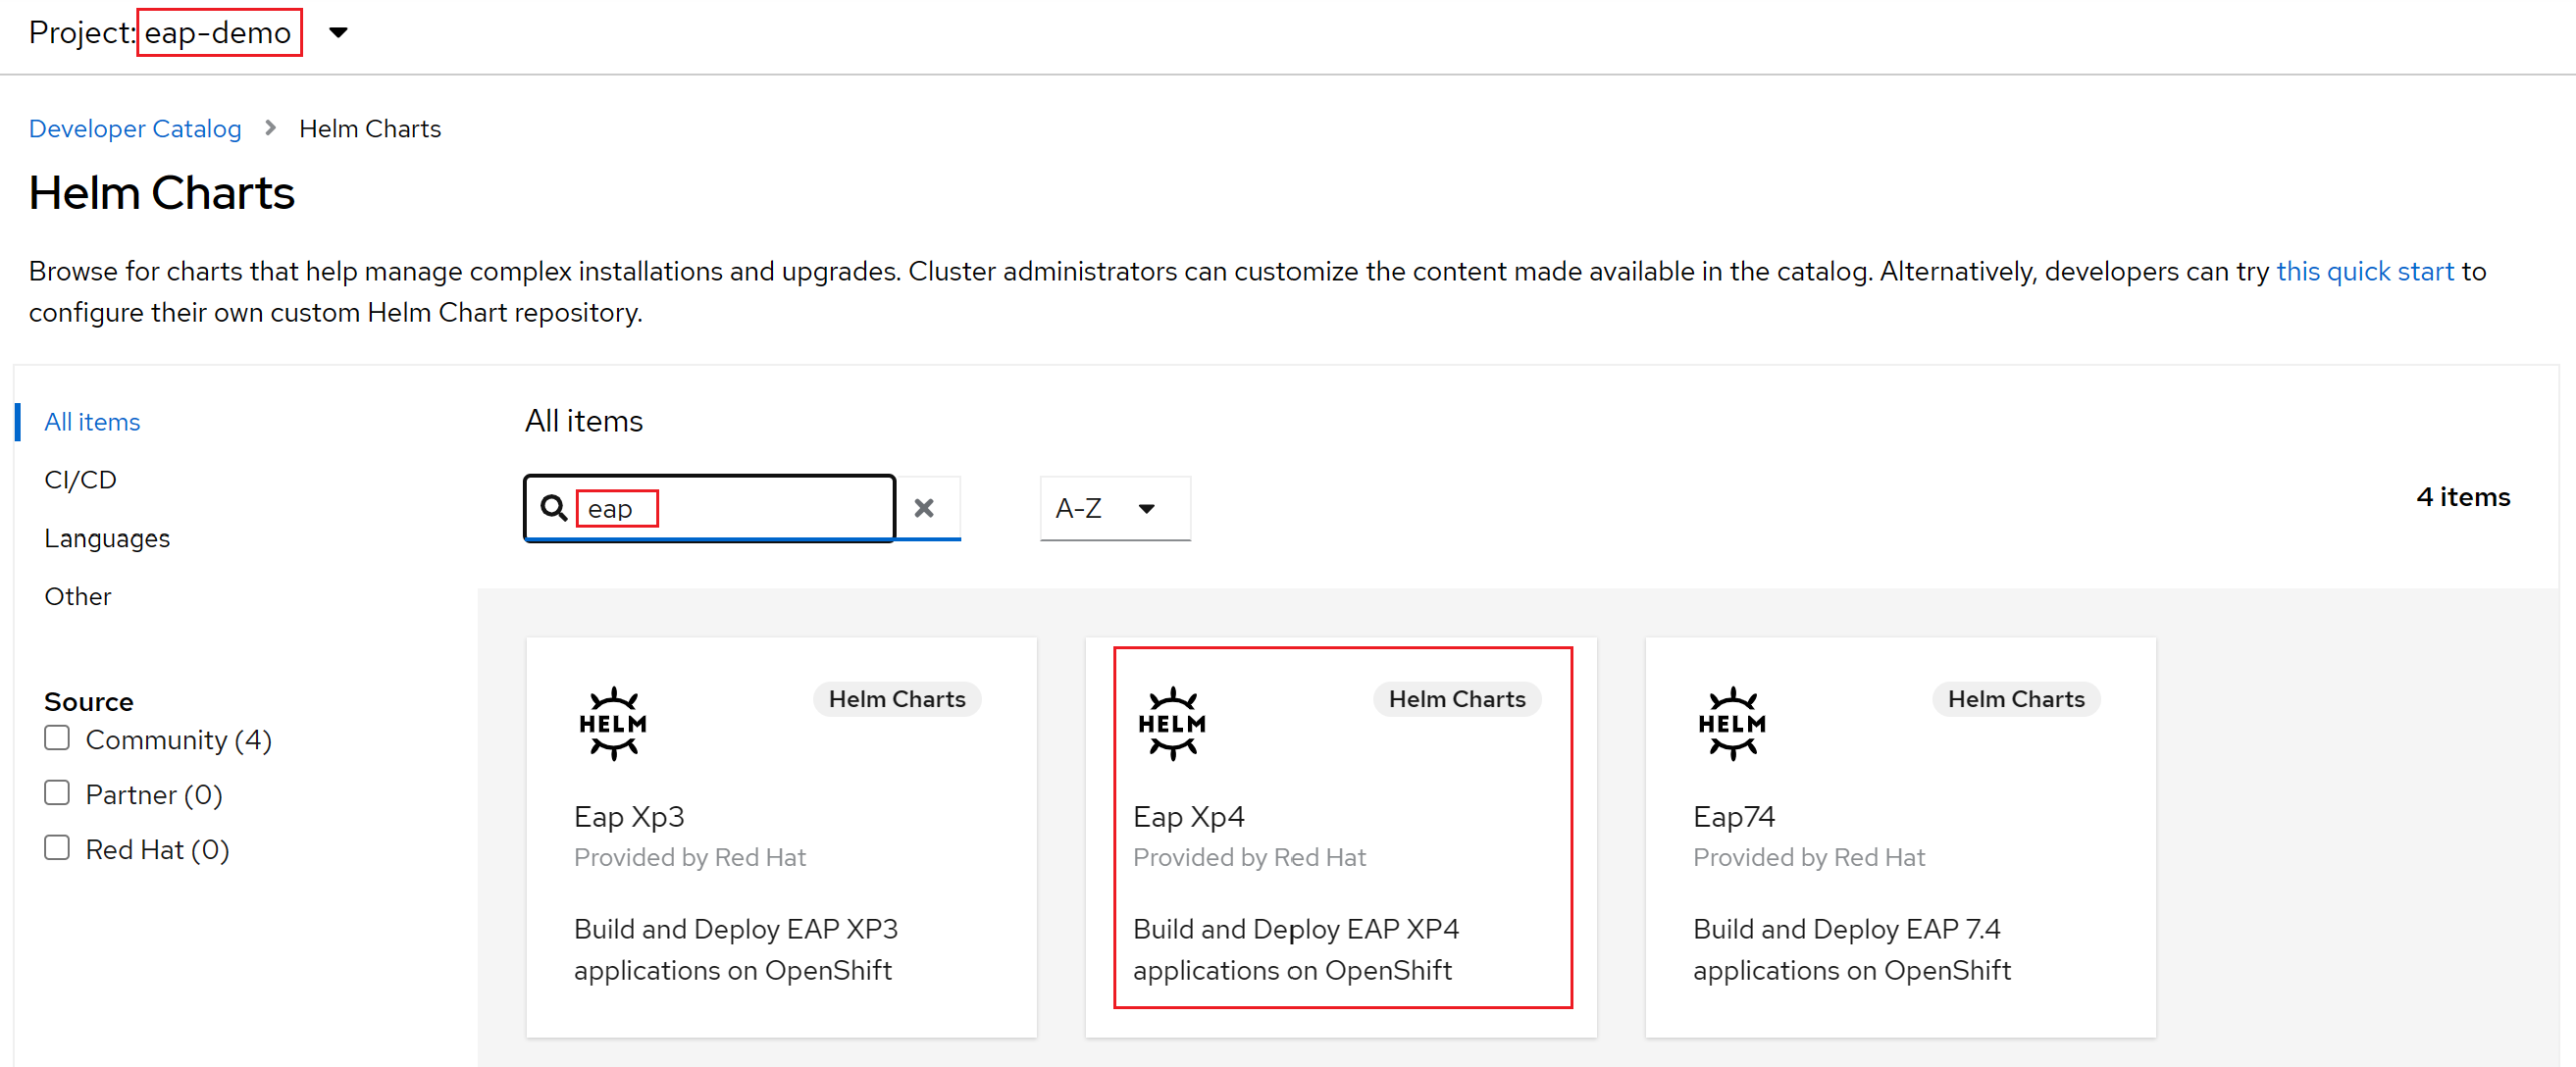 Project: eap-demo
Developer Catalog > Helm Charts
Helm Charts
Browse for charts that help manage complex installations and upgrades. Cluster administrators can customize the content made available in the catalog. Alternatively, developers can try this quick start to
configure their own custom Helm Chart repository.
All items
CI/CD
Languages
Other
Source
Community (4)
Partner (0)
Red Hat (0)
All items
eap
A-Z
4 items
HELM
Helm Charts
Eap Xp3
Provided by Red Hat
Build and Deploy EAP XP3
applications on OpenShift
HELM
Helm Charts
Eap Xp4
Provided by Red Hat
Build and Deploy EAP XP4
applications on OpenShift
HELM
Helm Charts
Eap74
Provided by Red Hat
Build and Deploy EAP 7.4
applications on OpenShift